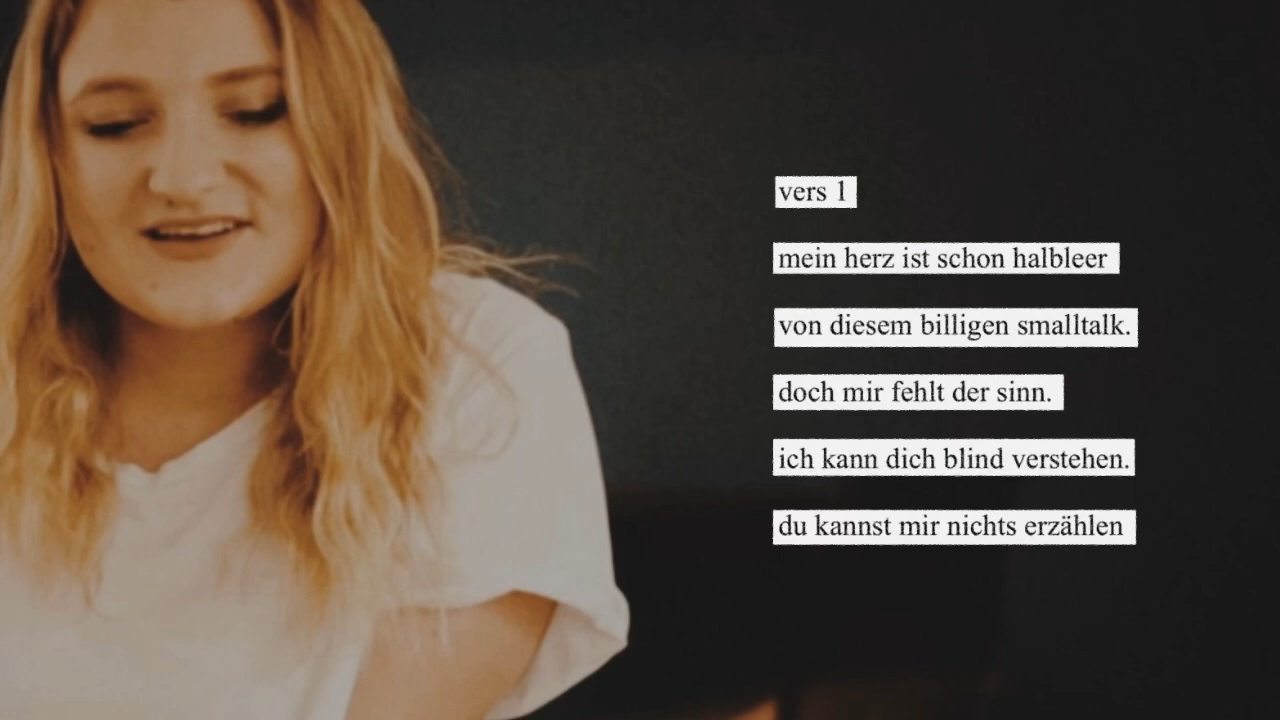 vers 1
mein herz ist schon halbleer
von diesem billigen smalltalk.
doch mir fehlt der sinn.
ich kann dich blind verstehen.
du kannst mir nichts erzählen